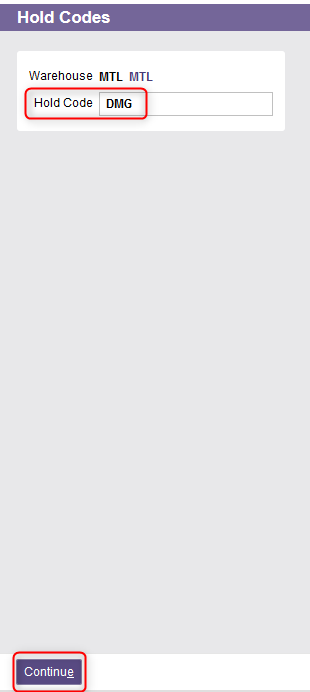 Hold Codes
Warehouse MTL MTL
Hold Code DMG
Continue